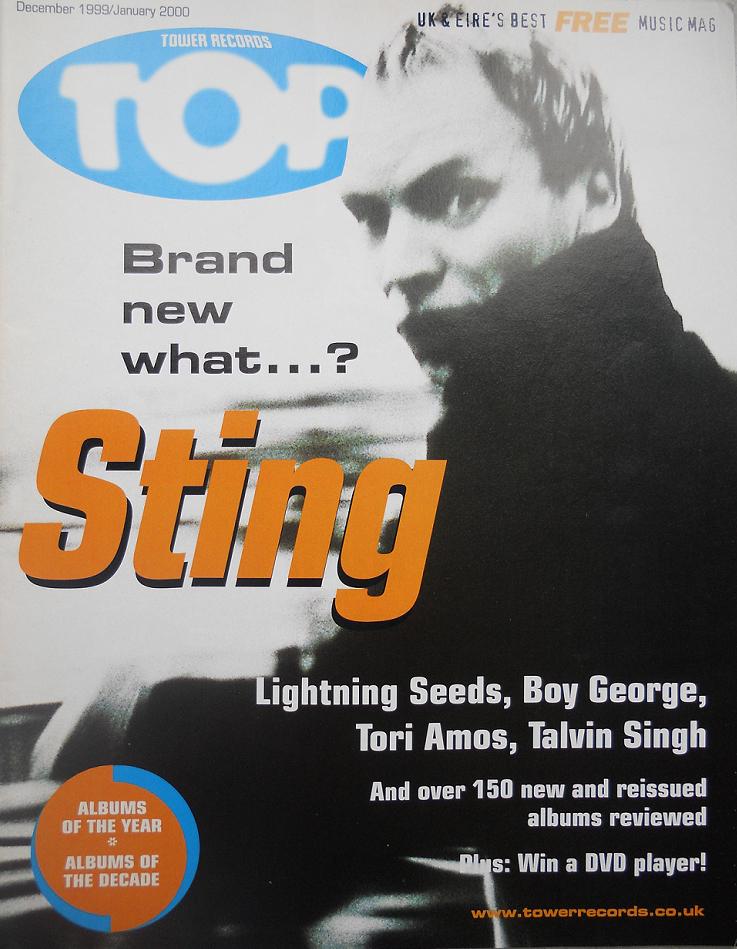 December 1999/January 2000
UK & EIRE'S BEST FREE MUSIC MAG
TOWER RECORDS
TOP
Brand
new
what...?
Sting
Lightning Seeds, Boy George,
Tori Amos, Talvin Singh
And over 150 new and reissued
albums reviewed
Plus: Win a DVD player!
www.towerrecords.co.uk
ALBUMS
OF THE YEAR
*
ALBUMS OF
THE DECADE